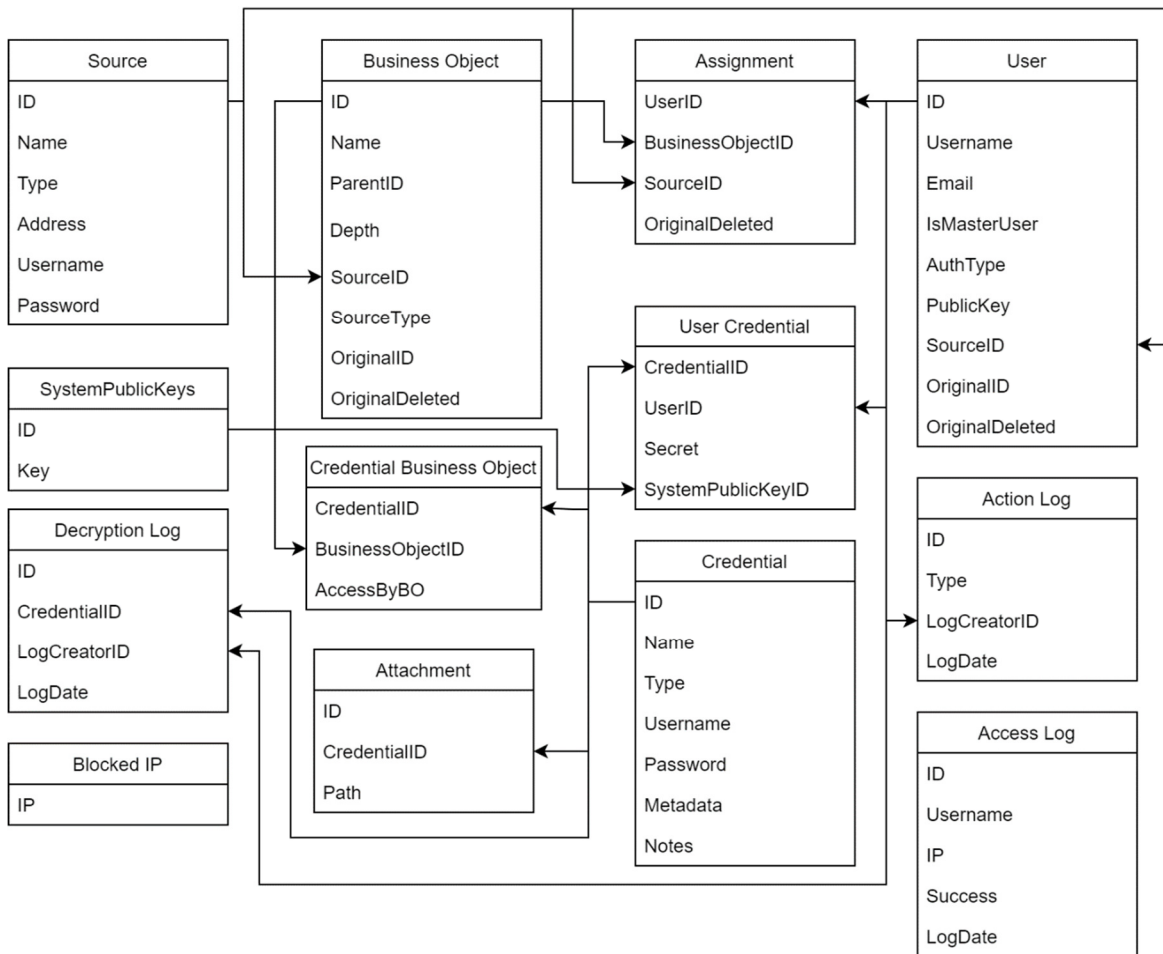 Source
ID
Name
Type
Address
Username
Password
Business Object
ID
Name
ParentID
Depth
SourceID
SourceType
OriginalID
OriginalDeleted
Assignment
UserID
BusinessObjectID
SourceID
OriginalDeleted
User
ID
Username
Email
IsMasterUser
AuthType
PublicKey
SourceID
OriginalID
OriginalDeleted
SystemPublicKeys
ID
Key
User Credential
CredentialID
UserID
Secret
SystemPublicKeyID
Credential Business Object
CredentialID
BusinessObjectID
AccessByBO
Decryption Log
ID
CredentialID
LogCreatorID
LogDate
Action Log
ID
Type
LogCreatorID
LogDate
Attachment
ID
CredentialID
Path
Credential
ID
Name
Type
Username
Password
Metadata
Notes
Blocked IP
IP
Access Log
ID
Username
IP
Success
LogDate